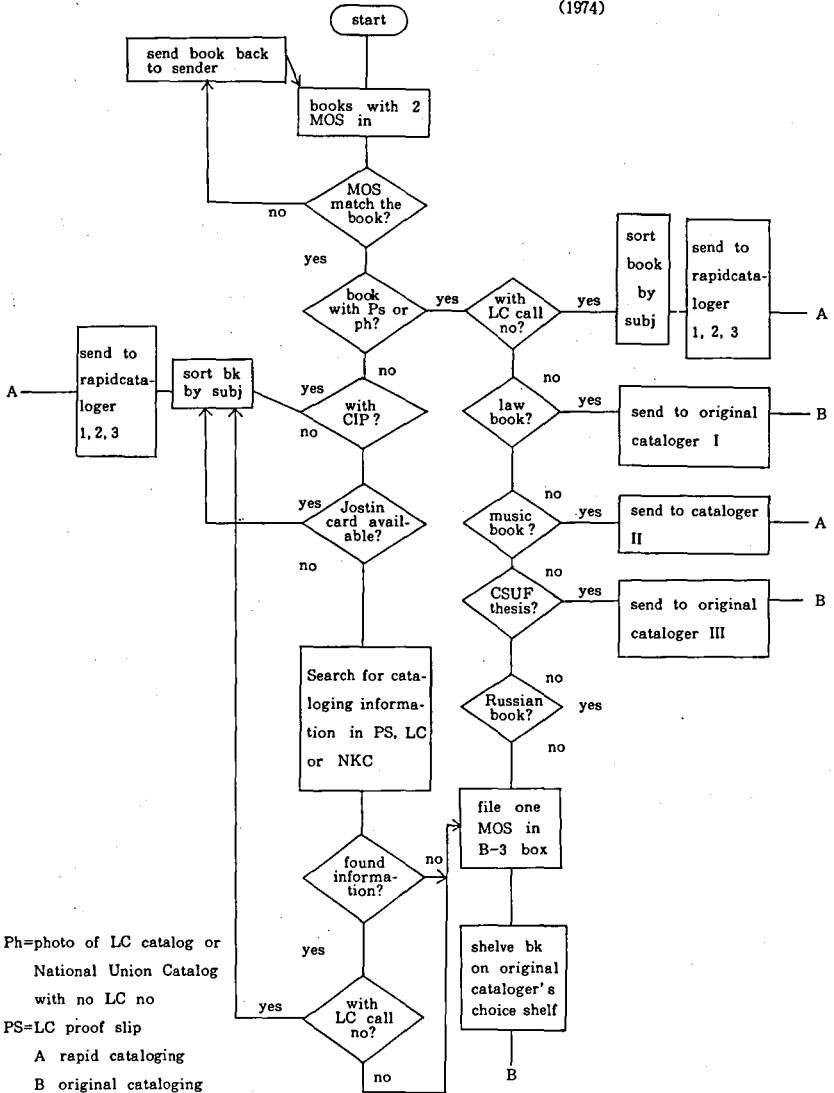 (1974)
start
send book back
to sender
books with 2
MOS in
MOS
match the
book?
no
yes
book
with Ps or
ph?
yes
no
with
LC call
no?
yes
no
sort
book
by
subj
send to
rapidcata-
loger
1, 2, 3
A
A
send to
rapidcata-
loger
1, 2, 3
sort bk
by subj
yes
with
CIP?
no
law
book?
yes
no
send to original
cataloger I
B
yes
Jostin
card avail-
able?
no
music
book?
yes
no
send to cataloger
II
A
CSUF
thesis?
yes
no
send to original
cataloger III
B
Search for cata-
loging informa-
tion in PS, LC
or NKC
Russian
book?
yes
no
file one
MOS in
B-3 box
found
informa-
tion?
no
yes
shelve bk
on original
cataloger's
choice shelf
B
yes
with
LC call
no?
no
Ph=photo of LC catalog or
National Union Catalog
with no LC no
PS=LC proof slip
A rapid cataloging
B original cataloging